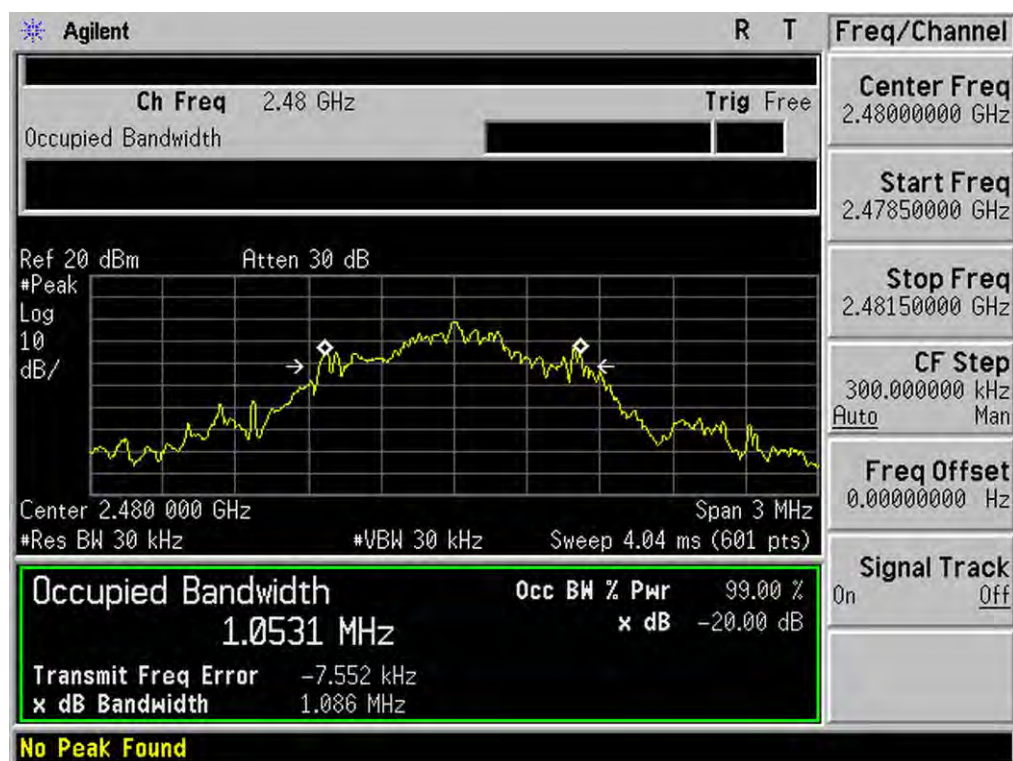 Agilent R T
Freq/Channel
Ch Freq 2.48 GHz Trig Free
Occupied Bandwidth
Center Freq
2.48000000 GHz
Start Freq
2.47850000 GHz
Stop Freq
2.48150000 GHz
CF Step
300.000000 kHz
Auto Man
Freq Offset
0.00000000 Hz
Signal Track
On Off
Ref 20 dBm Atten 30 dB
#Peak
Log
10
dB/
Center 2.480 000 GHz Span 3 MHz
#Res BW 30 kHz #VBW 30 kHz Sweep 4.04 ms (601 pts)
Occupied Bandwidth
1.0531 MHz
Occ BW % Pwr 99.00 %
x dB -20.00 dB
Transmit Freq Error -7.552 kHz
x dB Bandwidth 1.086 MHz
No Peak Found